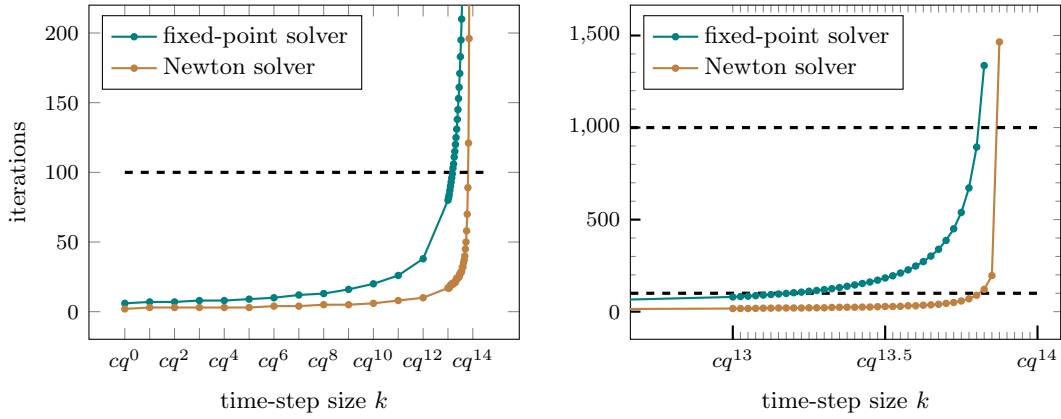 fixed-point solver
Newton solver
200
150
100
50
0
iterations
cq^0
cq^2
cq^4
cq^6
cq^8
cq^10
cq^12
cq^14
time-step size k
fixed-point solver
Newton solver
1,500
1,000
500
100
0
cq^13
cq^13.5
cq^14
time-step size k